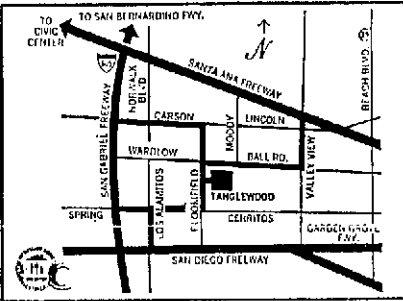 TO SAN BERNARDINO FWY.
TO
CIVIC
CENTER
N
SANTA ANA FREEWAY
BEACH BLVD.
NORWALK
BLVD
SAN GABRIEL FREEWAY
CARSON
LINCOLN
MOODY
WARDLOW
BALL RD.
VALLEY VIEW
TANGLEWOOD
SPRING
LOS ALAMITOS
BLOOMFIELD
CERRITOS
GARDEN GROVE
FWY.
SAN DIEGO FREEWAY